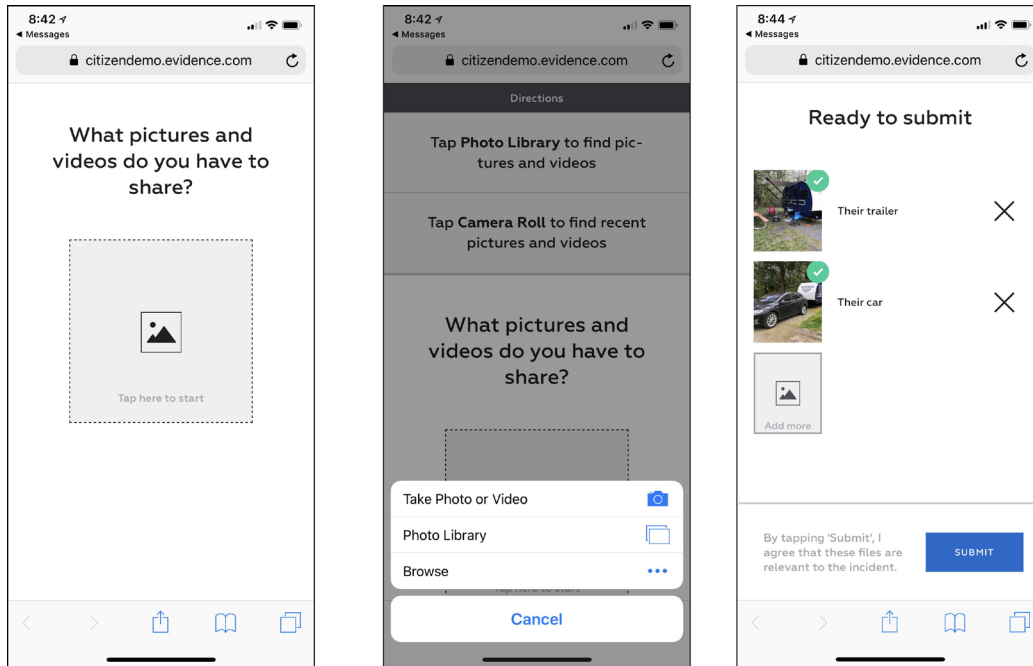 8:42
◀ Messages
citizendemo.evidence.com
What pictures and
videos do you have to
share?
Tap here to start
8:42
◀ Messages
citizendemo.evidence.com
Directions
Tap Photo Library to find pic-
tures and videos
Tap Camera Roll to find recent
pictures and videos
What pictures and
videos do you have to
share?
Take Photo or Video
Photo Library
Browse
Tap here to start
Cancel
8:44
◀ Messages
citizendemo.evidence.com
Ready to submit
Their trailer
Their car
Add more
By tapping 'Submit', I
agree that these files are
relevant to the incident.
SUBMIT